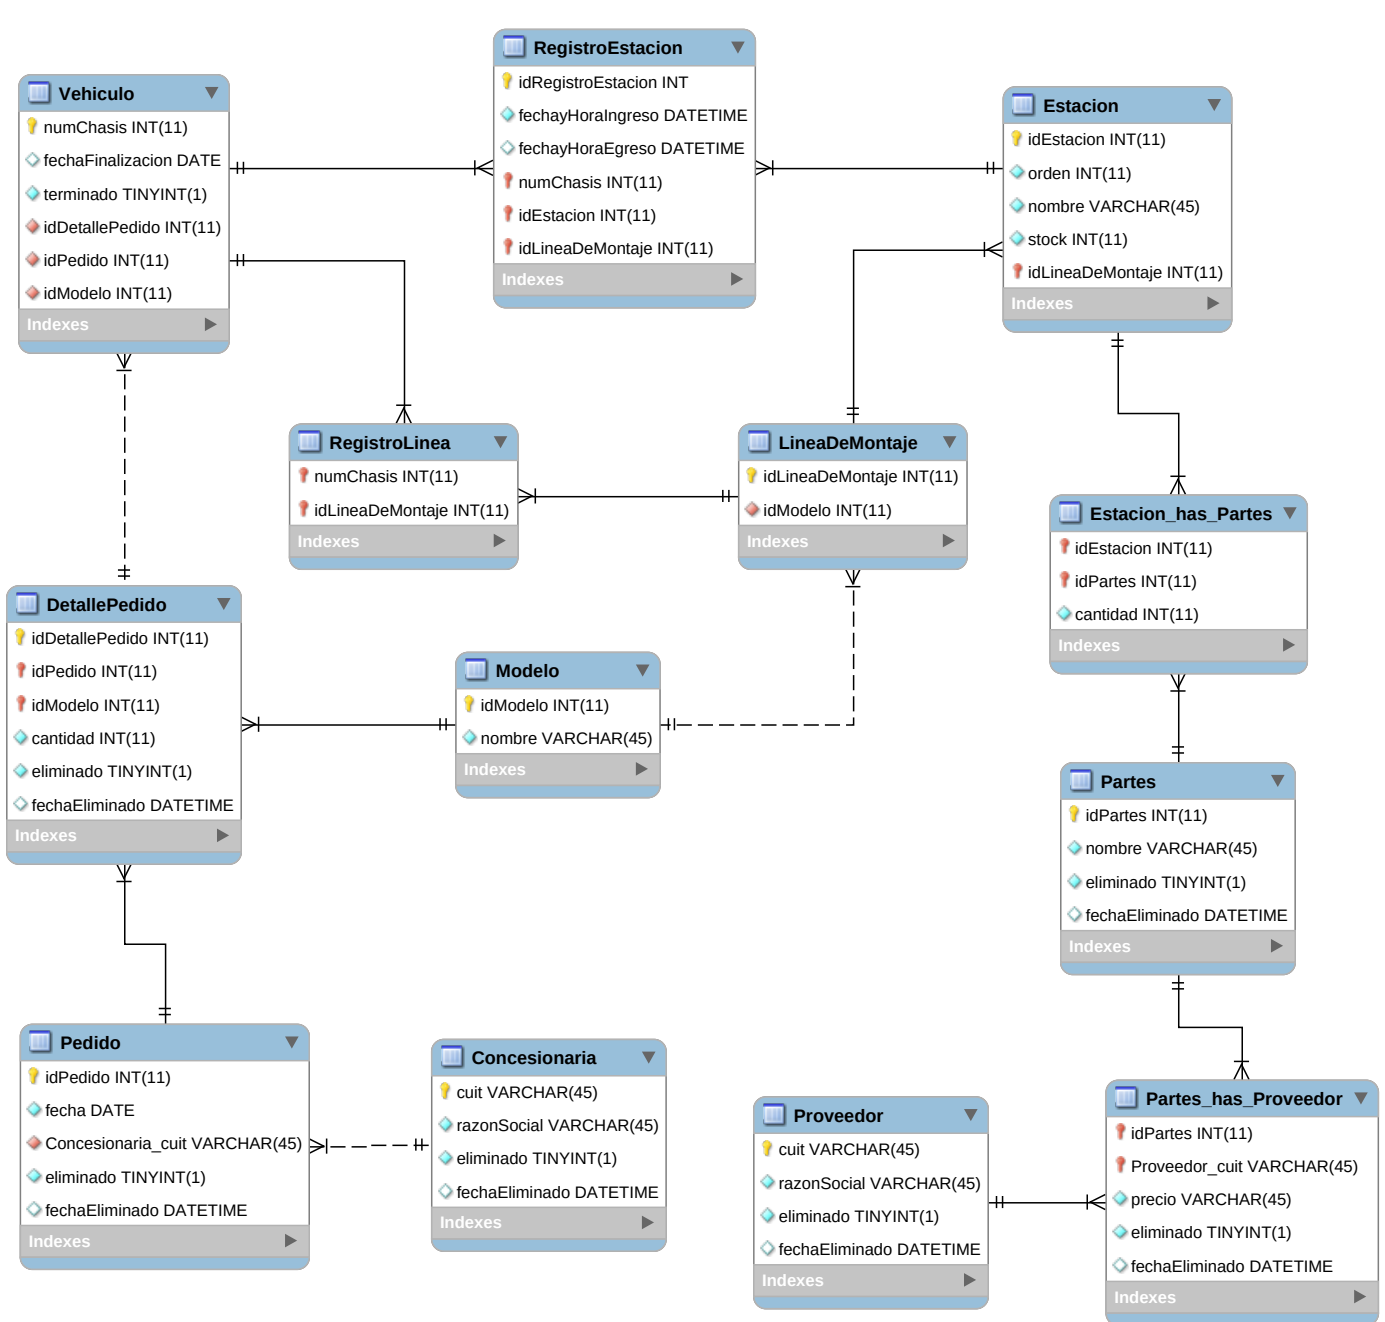 RegistroEstacion
idRegistroEstacion INT
fechayHoraIngreso DATETIME
fechayHoraEgreso DATETIME
numChasis INT(11)
idEstacion INT(11)
idLineaDeMontaje INT(11)
Indexes
Vehiculo
numChasis INT(11)
fechaFinalizacion DATE
terminado TINYINT(1)
idDetallePedido INT(11)
idPedido INT(11)
idModelo INT(11)
Indexes
Estacion
idEstacion INT(11)
orden INT(11)
nombre VARCHAR(45)
stock INT(11)
idLineaDeMontaje INT(11)
Indexes
RegistroLinea
numChasis INT(11)
idLineaDeMontaje INT(11)
Indexes
LineaDeMontaje
idLineaDeMontaje INT(11)
idModelo INT(11)
Indexes
Estacion_has_Partes
idEstacion INT(11)
idPartes INT(11)
cantidad INT(11)
Indexes
DetallePedido
idDetallePedido INT(11)
idPedido INT(11)
idModelo INT(11)
cantidad INT(11)
eliminado TINYINT(1)
fechaEliminado DATETIME
Indexes
Modelo
idModelo INT(11)
nombre VARCHAR(45)
Indexes
Partes
idPartes INT(11)
nombre VARCHAR(45)
eliminado TINYINT(1)
fechaEliminado DATETIME
Indexes
Pedido
idPedido INT(11)
fecha DATE
Concesionaria_cuit VARCHAR(45)
eliminado TINYINT(1)
fechaEliminado DATETIME
Indexes
Concesionaria
cuit VARCHAR(45)
razonSocial VARCHAR(45)
eliminado TINYINT(1)
fechaEliminado DATETIME
Indexes
Proveedor
cuit VARCHAR(45)
razonSocial VARCHAR(45)
eliminado TINYINT(1)
fechaEliminado DATETIME
Indexes
Partes_has_Proveedor
idPartes INT(11)
Proveedor_cuit VARCHAR(45)
precio VARCHAR(45)
eliminado TINYINT(1)
fechaEliminado DATETIME
Indexes